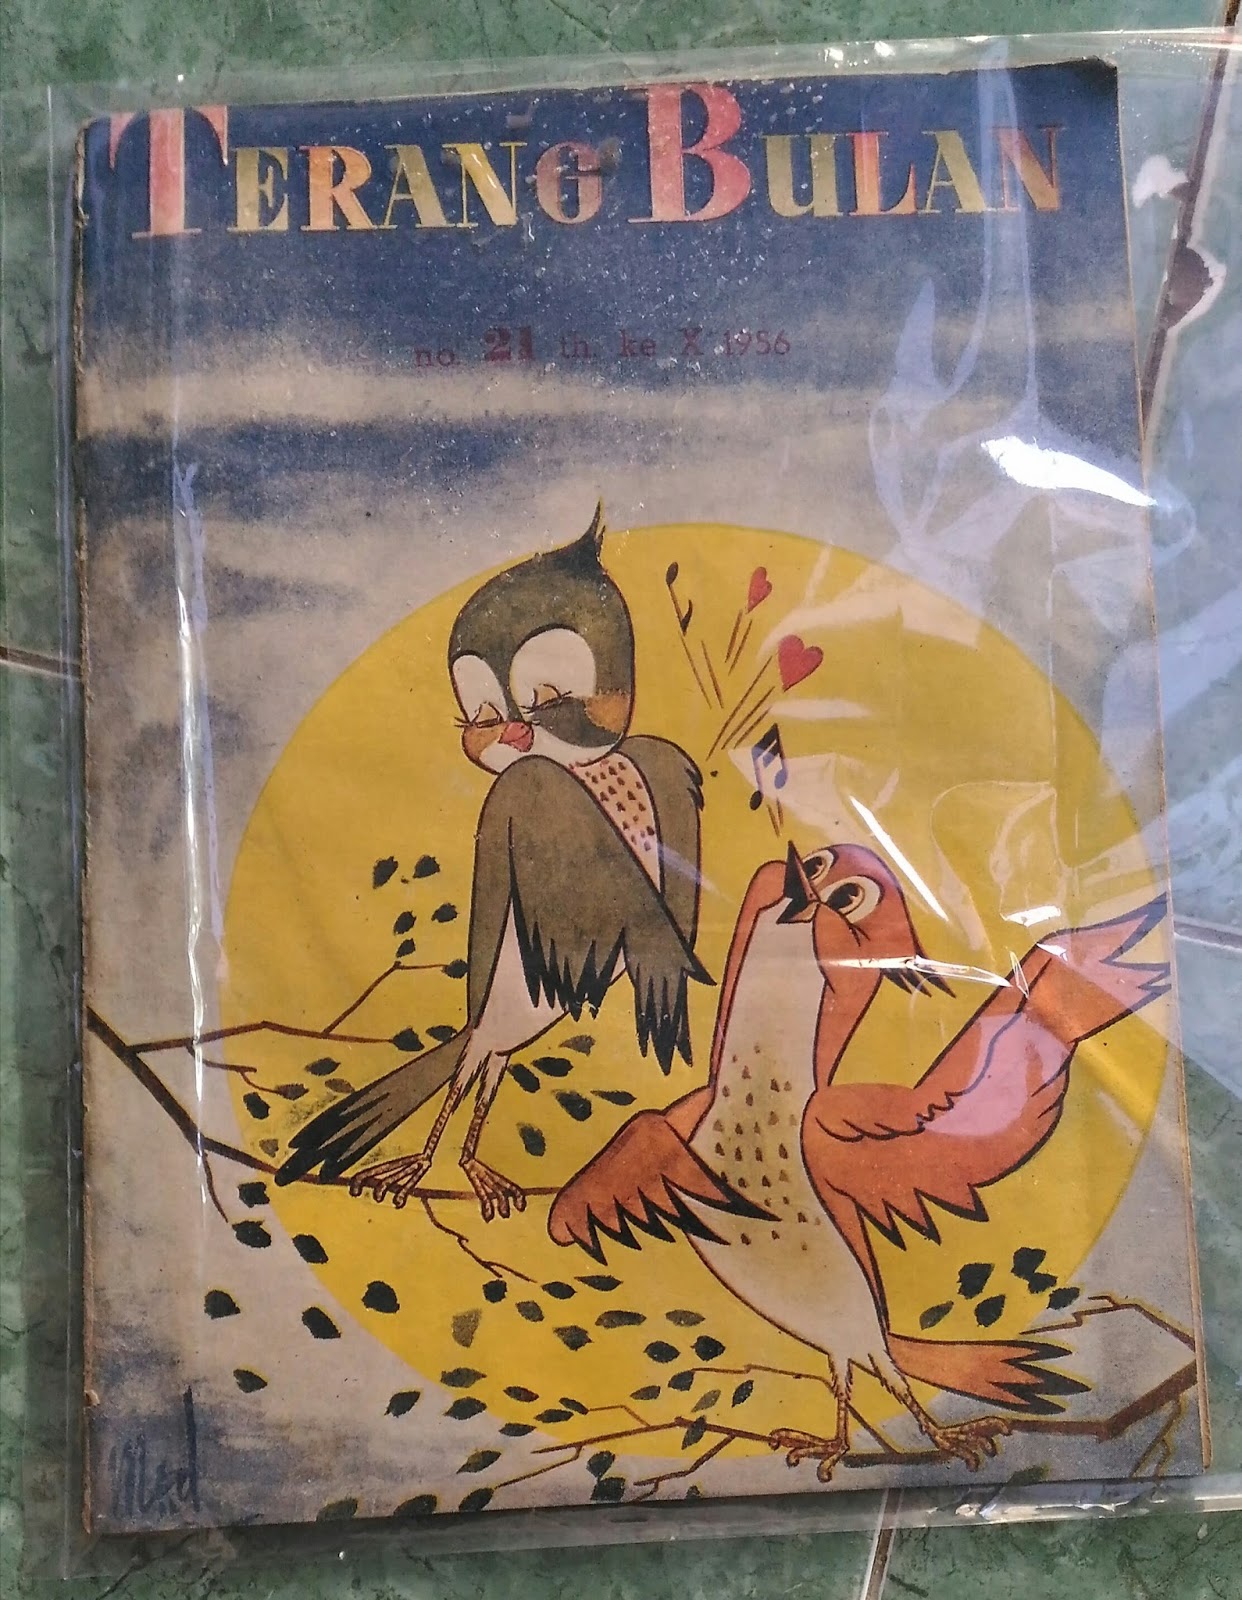 TERANG BULAN
no. 21 th. ke X 1956